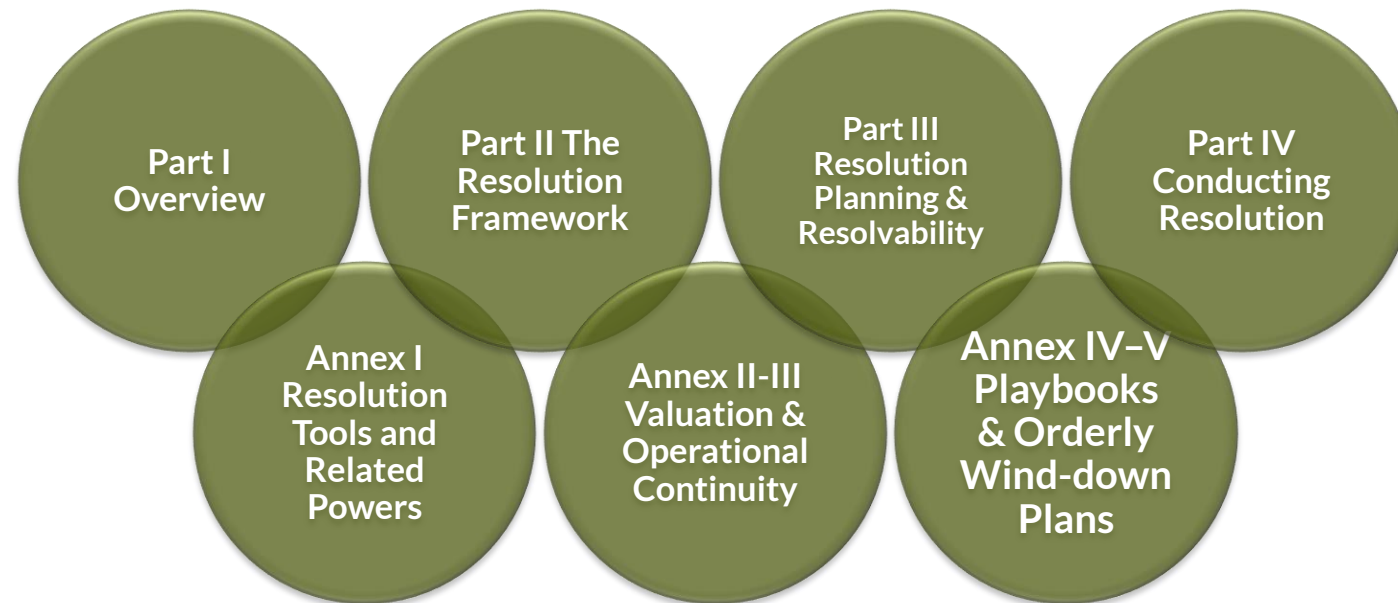 Part I
Overview
Part II The
Resolution
Framework
Part III
Resolution
Planning &
Resolvability
Part IV
Conducting
Resolution
Annex I
Resolution
Tools and
Related
Powers
Annex II-III
Valuation &
Operational
Continuity
Annex IV–V
Playbooks
& Orderly
Wind-down
Plans